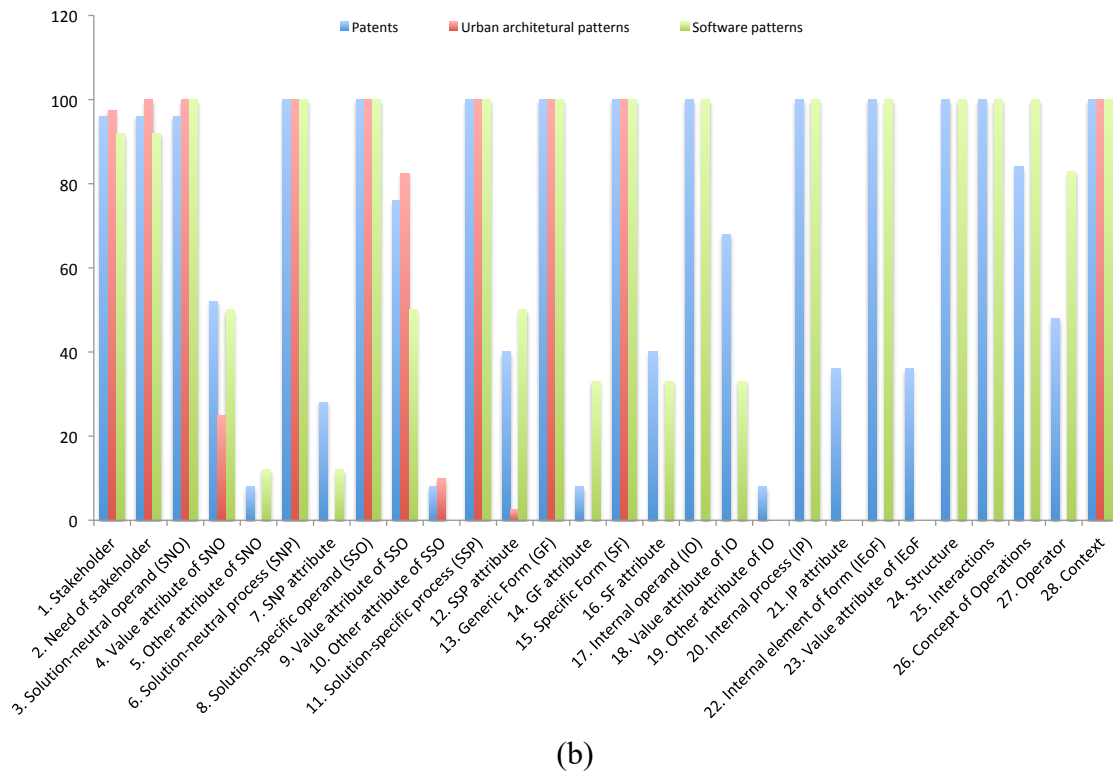 120
Patents
Urban architetural patterns
Software patterns
100
80
60
40
20
0
1. Stakeholder
2. Need of stakeholder
3. Solution-neutral operand (SNO)
4. Value attribute of SNO
5. Other attribute of SNO
6. Solution-neutral process (SNP)
7. SNP attribute
8. Solution-specific operand (SSO)
9. Value attribute of SSO
10. Other attribute of SSO
11. Solution-specific process (SSP)
12. SSP attribute
13. Generic Form (GF)
14. GF attribute
15. Specific Form (SF)
16. SF attribute
17. Internal operand (IO)
18. Value attribute of IO
19. Other attribute of IO
20. Internal process (IP)
21. IP attribute
22. Internal element of form (IEoF)
23. Value attribute of IEoF
24. Structure
25. Interactions
26. Concept of Operations
27. Operator
28. Context
(b)